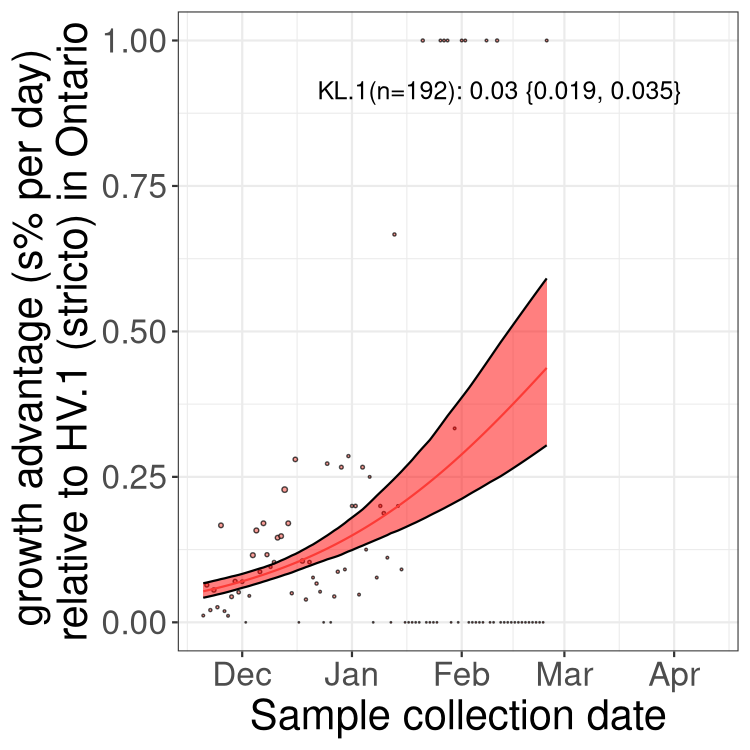 growth advantage (s% per day)
relative to HV.1 (stricto) in Ontario
1.00
0.75
0.50
0.25
0.00
KL.1(n=192): 0.03 {0.019, 0.035}
Dec Jan Feb Mar Apr
Sample collection date